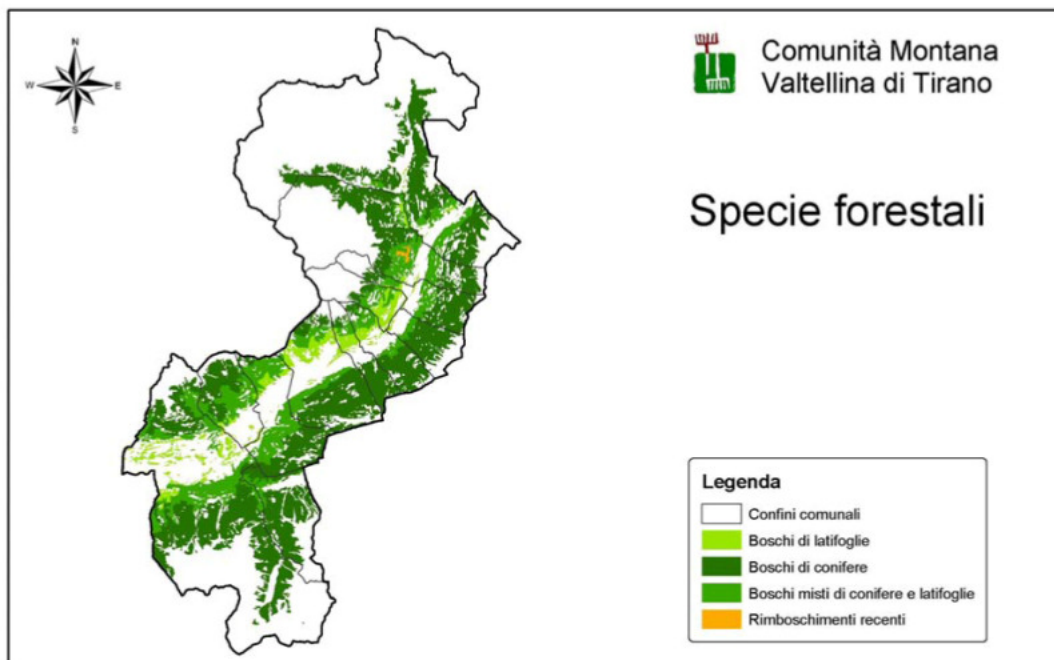 N
W E
S
Comunità Montana
Valtellina di Tirano
Specie forestali
Legenda
Confini comunali
Boschi di latifoglie
Boschi di conifere
Boschi misti di conifere e latifoglie
Rimboschimenti recenti